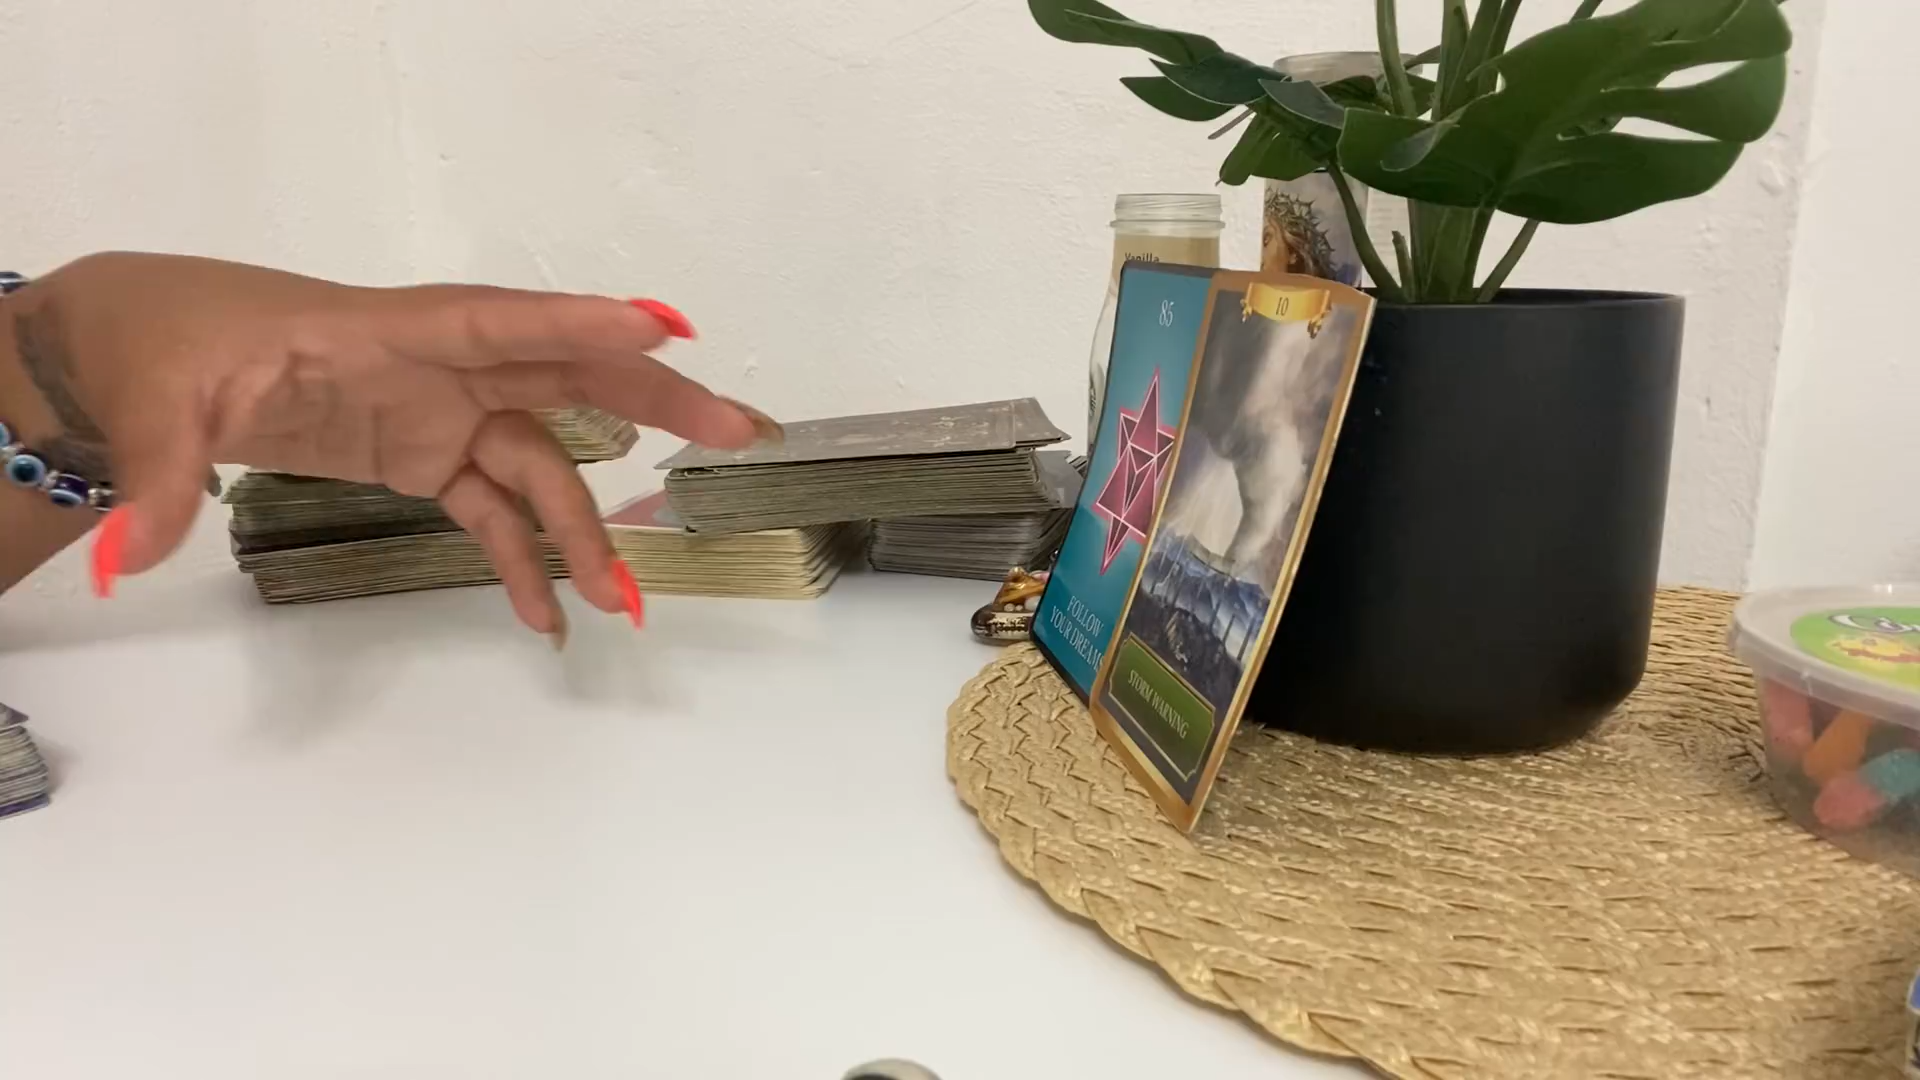 Vanilla
85
10
FOLLOW
YOUR DREAMS
STORM WARNING